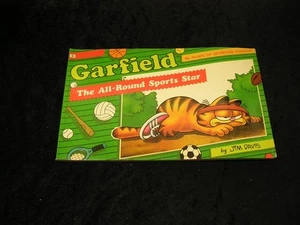 Garfield
The All-Round Sports Star
by JIM DAVIS